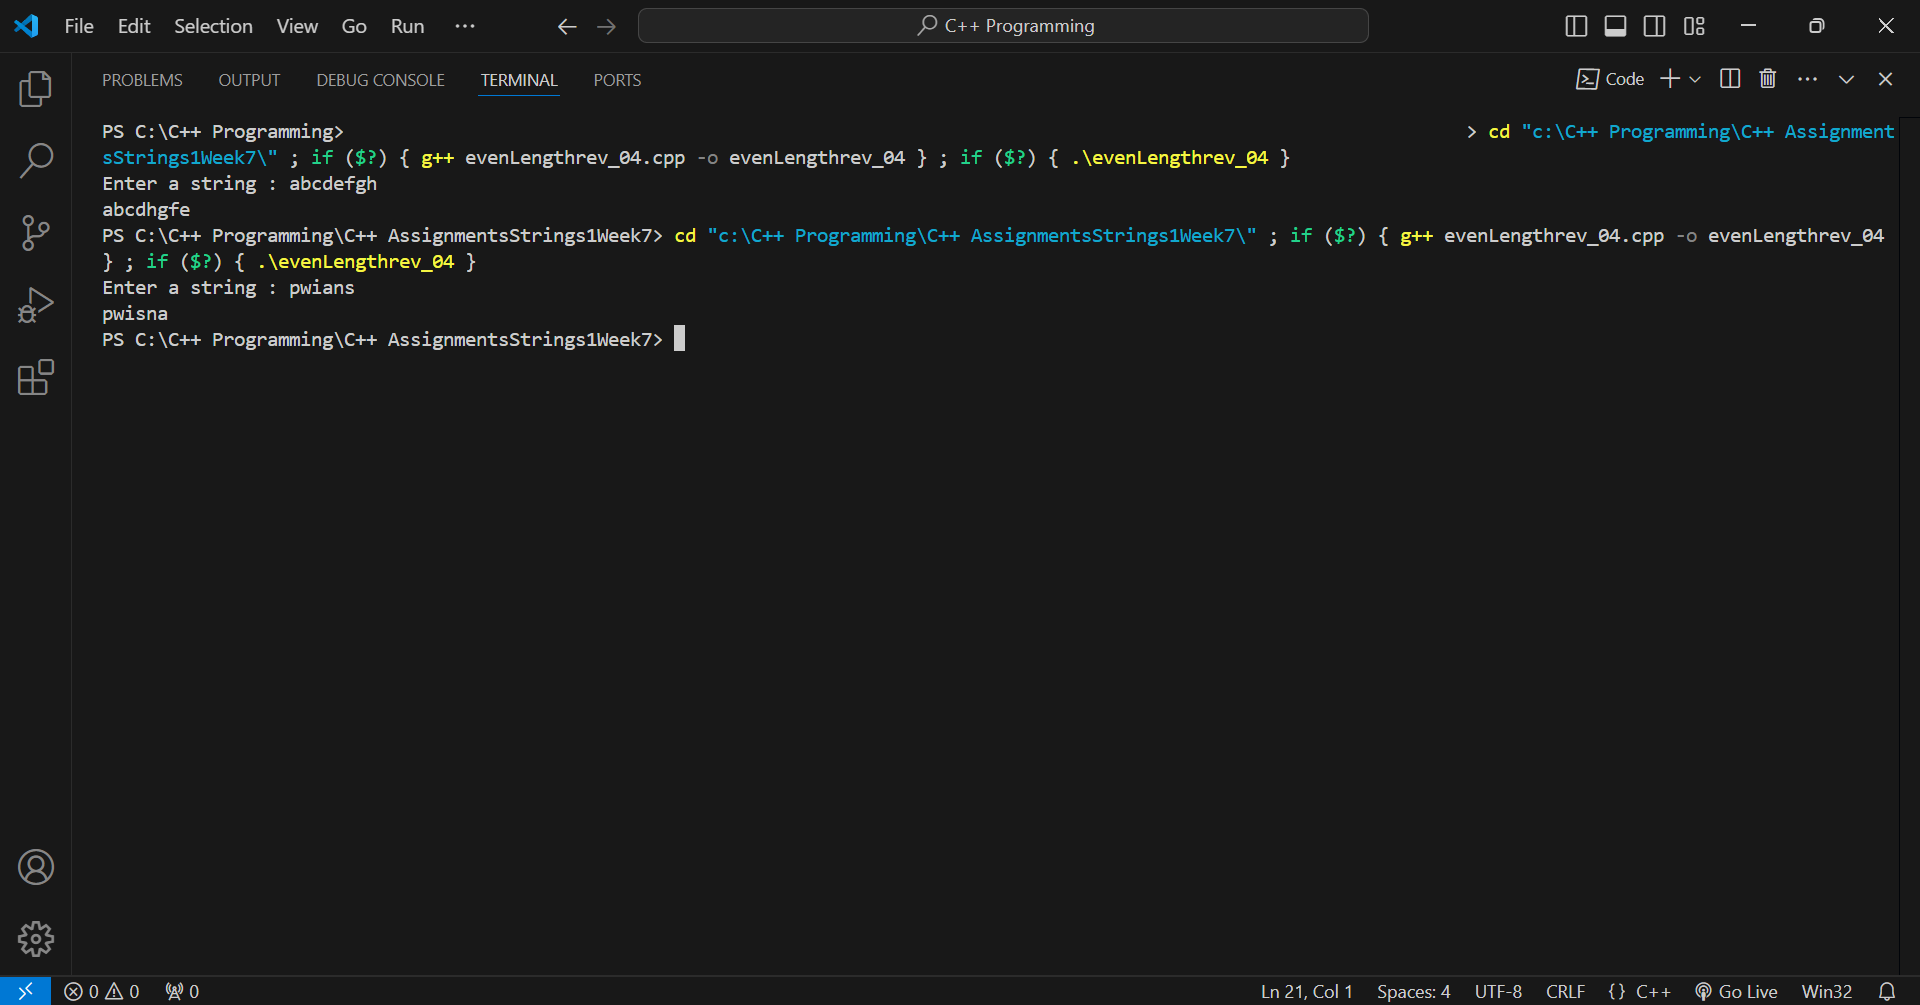 File Edit Selection View Go Run ··· C++ Programming
PROBLEMS OUTPUT DEBUG CONSOLE TERMINAL PORTS Code
PS C:\C++ Programming> > cd "c:\C++ Programming\C++ Assignment
sStrings1Week7\" ; if ($?) { g++ evenLengthrev_04.cpp -o evenLengthrev_04 } ; if ($?) { .\evenLengthrev_04 }
Enter a string : abcdefgh
abcdhgfe
PS C:\C++ Programming\C++ AssignmentsStrings1Week7> cd "c:\C++ Programming\C++ AssignmentsStrings1Week7\" ; if ($?) { g++ evenLengthrev_04.cpp -o evenLengthrev_04
} ; if ($?) { .\evenLengthrev_04 }
Enter a string : pwians
pwisna
PS C:\C++ Programming\C++ AssignmentsStrings1Week7>
0 0 0 Ln 21, Col 1 Spaces: 4 UTF-8 CRLF {} C++ Go Live Win32